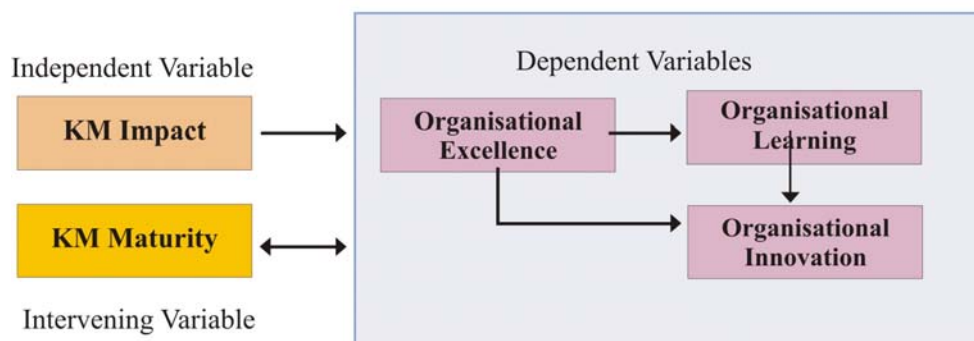 Independent Variable
KM Impact
KM Maturity
Intervening Variable
Dependent Variables
Organisational
Excellence
Organisational
Learning
Organisational
Innovation